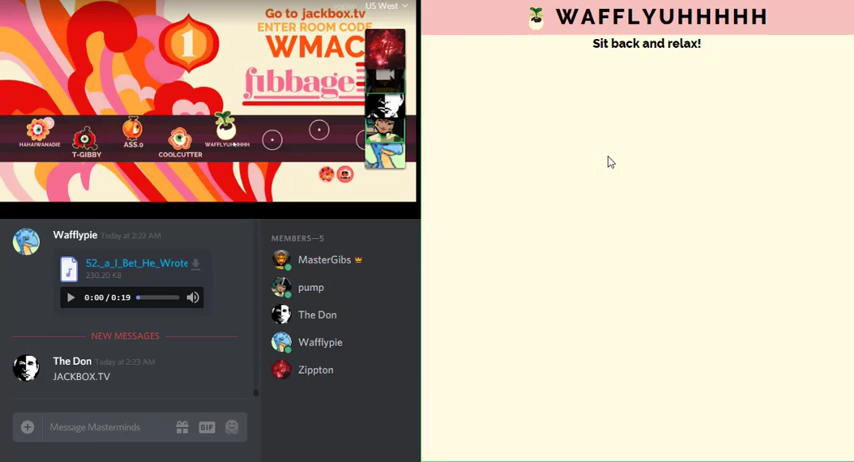 US West
Go to jackbox.tv
ENTER ROOM CODE
WMAC
1
fibbage
HAHAIWANADIE
T-GIBBY
ASS.0
COOLCUTTER
WAFFLYUHHHHH
WAFFLYUHHHHH
Sit back and relax!
Wafflypie Today at 2:22 AM
52._a_I_Bet_He_Wrote
230.20 KB
0:00 / 0:19
NEW MESSAGES
The Don Today at 2:23 AM
JACKBOX.TV
Message Masterminds
GIF
MEMBERS—5
MasterGibs
pump
The Don
Wafflypie
Zippton